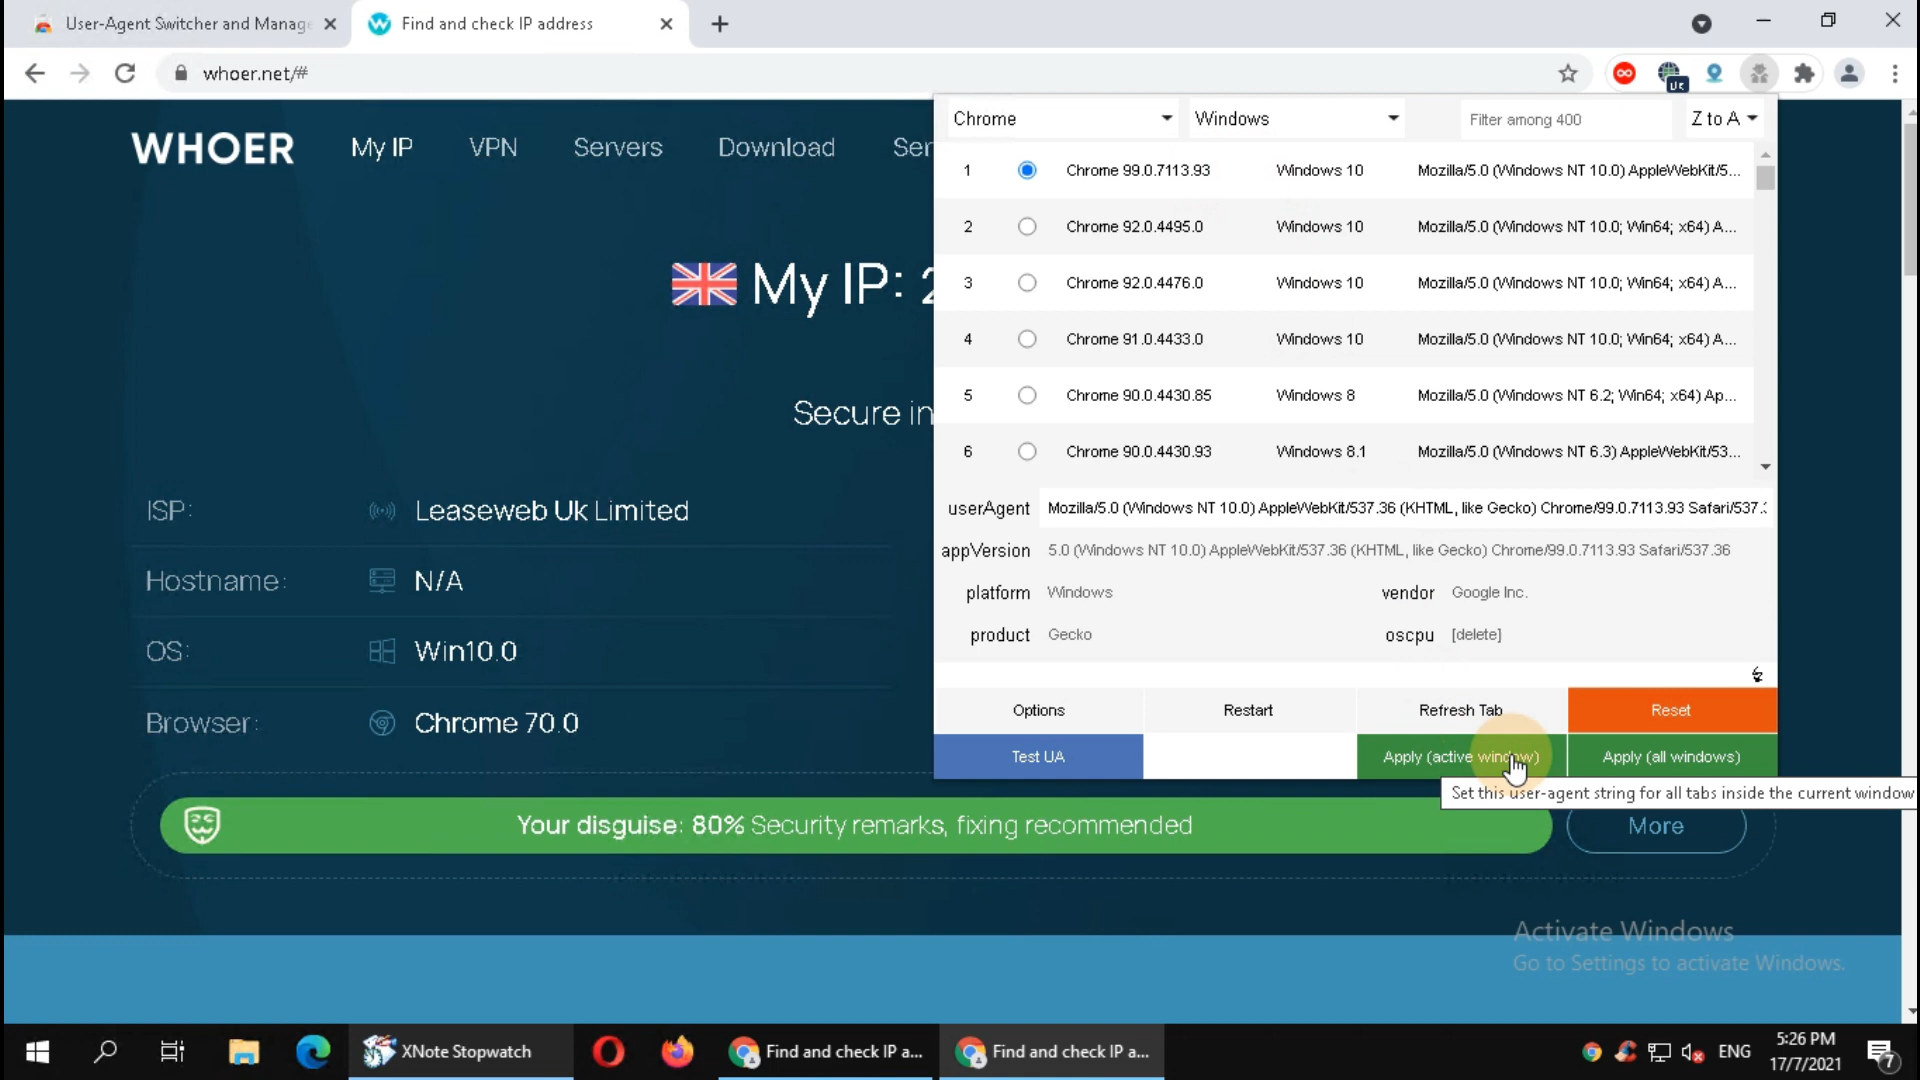 User-Agent Switcher and Manag
Find and check IP address
whoer.net/#
UK
WHOER
My IP
VPN
Servers
Download
Ser
Chrome
Windows
Filter among 400
Z to A
1 Chrome 99.0.7113.93 Windows 10 Mozilla/5.0 (Windows NT 10.0) AppleWebKit/5...
2 Chrome 92.0.4495.0 Windows 10 Mozilla/5.0 (Windows NT 10.0; Win64; x64) A...
3 Chrome 92.0.4476.0 Windows 10 Mozilla/5.0 (Windows NT 10.0; Win64; x64) A...
4 Chrome 91.0.4433.0 Windows 10 Mozilla/5.0 (Windows NT 10.0; Win64; x64) A...
5 Chrome 90.0.4430.85 Windows 8 Mozilla/5.0 (Windows NT 6.2; Win64; x64) Ap...
6 Chrome 90.0.4430.93 Windows 8.1 Mozilla/5.0 (Windows NT 6.3) AppleWebKit/53...
userAgent Mozilla/5.0 (Windows NT 10.0) AppleWebKit/537.36 (KHTML, like Gecko) Chrome/99.0.7113.93 Safari/537.
appVersion 5.0 (Windows NT 10.0) AppleWebKit/537.36 (KHTML, like Gecko) Chrome/99.0.7113.93 Safari/537.36
platform Windows vendor Google Inc.
product Gecko oscpu [delete]
Options Restart Refresh Tab Reset
Test UA Apply (active window) Apply (all windows)
Set this user-agent string for all tabs inside the current window
My IP: 2
Secure in
ISP: Leaseweb Uk Limited
Hostname: N/A
OS: Win10.0
Browser: Chrome 70.0
Your disguise: 80% Security remarks, fixing recommended
More
Activate Windows
Go to Settings to activate Windows.
XNote Stopwatch
Find and check IP a...
Find and check IP a...
ENG
5:26 PM
17/7/2021
7